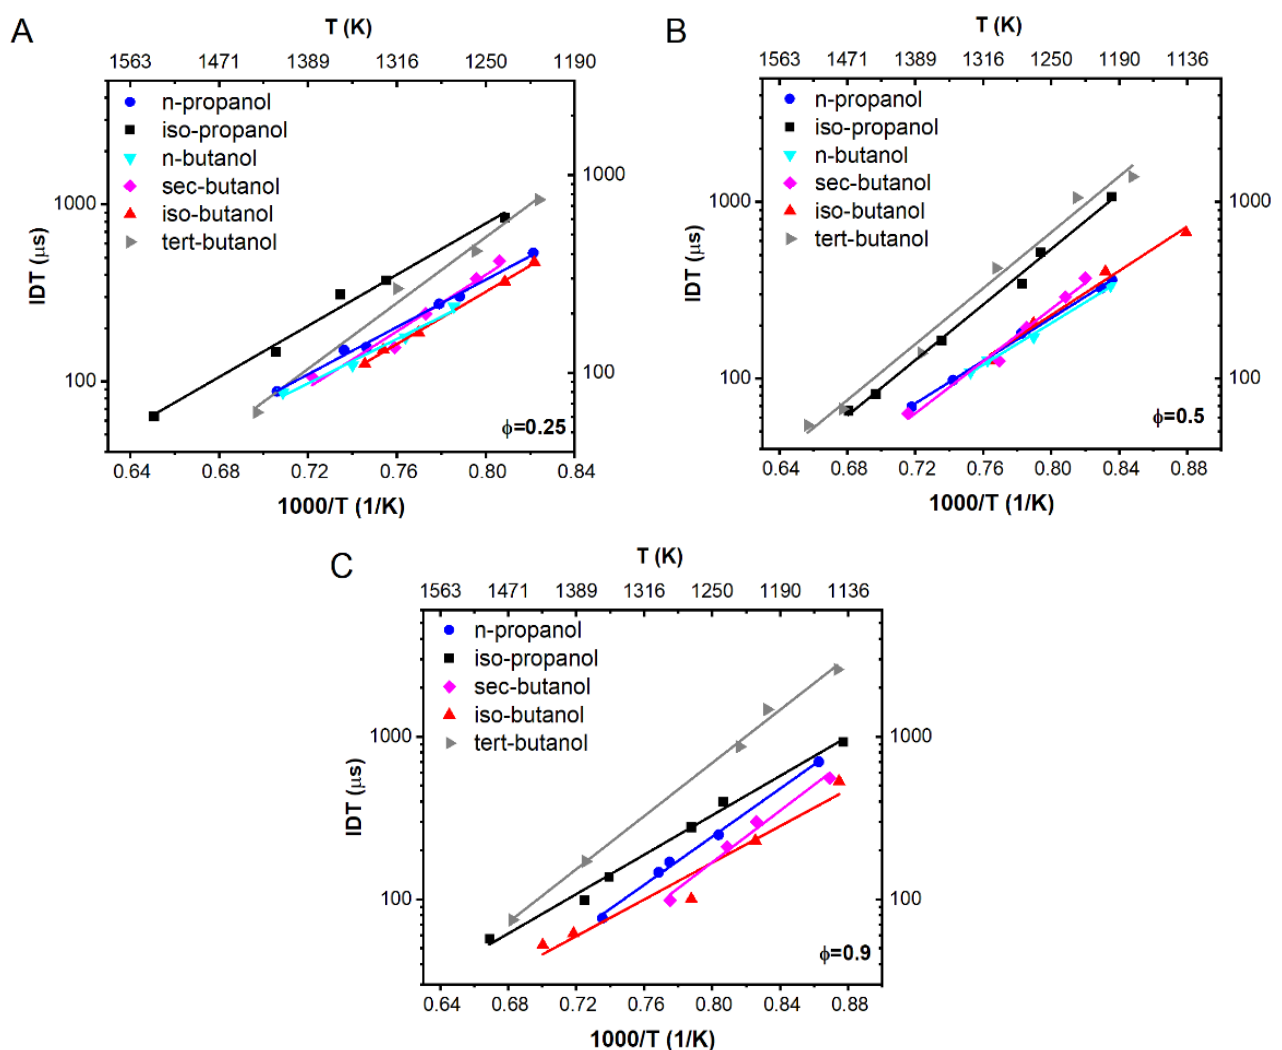 A
T (K)
1563 1471 1389 1316 1250 1190
n-propanol
iso-propanol
n-butanol
sec-butanol
iso-butanol
tert-butanol
1000 1000
IDT (μs)
100 100
ϕ=0.25
0.64 0.68 0.72 0.76 0.80 0.84
1000/T (1/K)
B
T (K)
1563 1471 1389 1316 1250 1190 1136
n-propanol
iso-propanol
n-butanol
sec-butanol
iso-butanol
tert-butanol
1000 1000
IDT (μs)
100 100
ϕ=0.5
0.64 0.68 0.72 0.76 0.80 0.84 0.88
1000/T (1/K)
C
T (K)
1563 1471 1389 1316 1250 1190 1136
n-propanol
iso-propanol
sec-butanol
iso-butanol
tert-butanol
1000 1000
IDT (μs)
100 100
ϕ=0.9
0.64 0.68 0.72 0.76 0.80 0.84 0.88
1000/T (1/K)